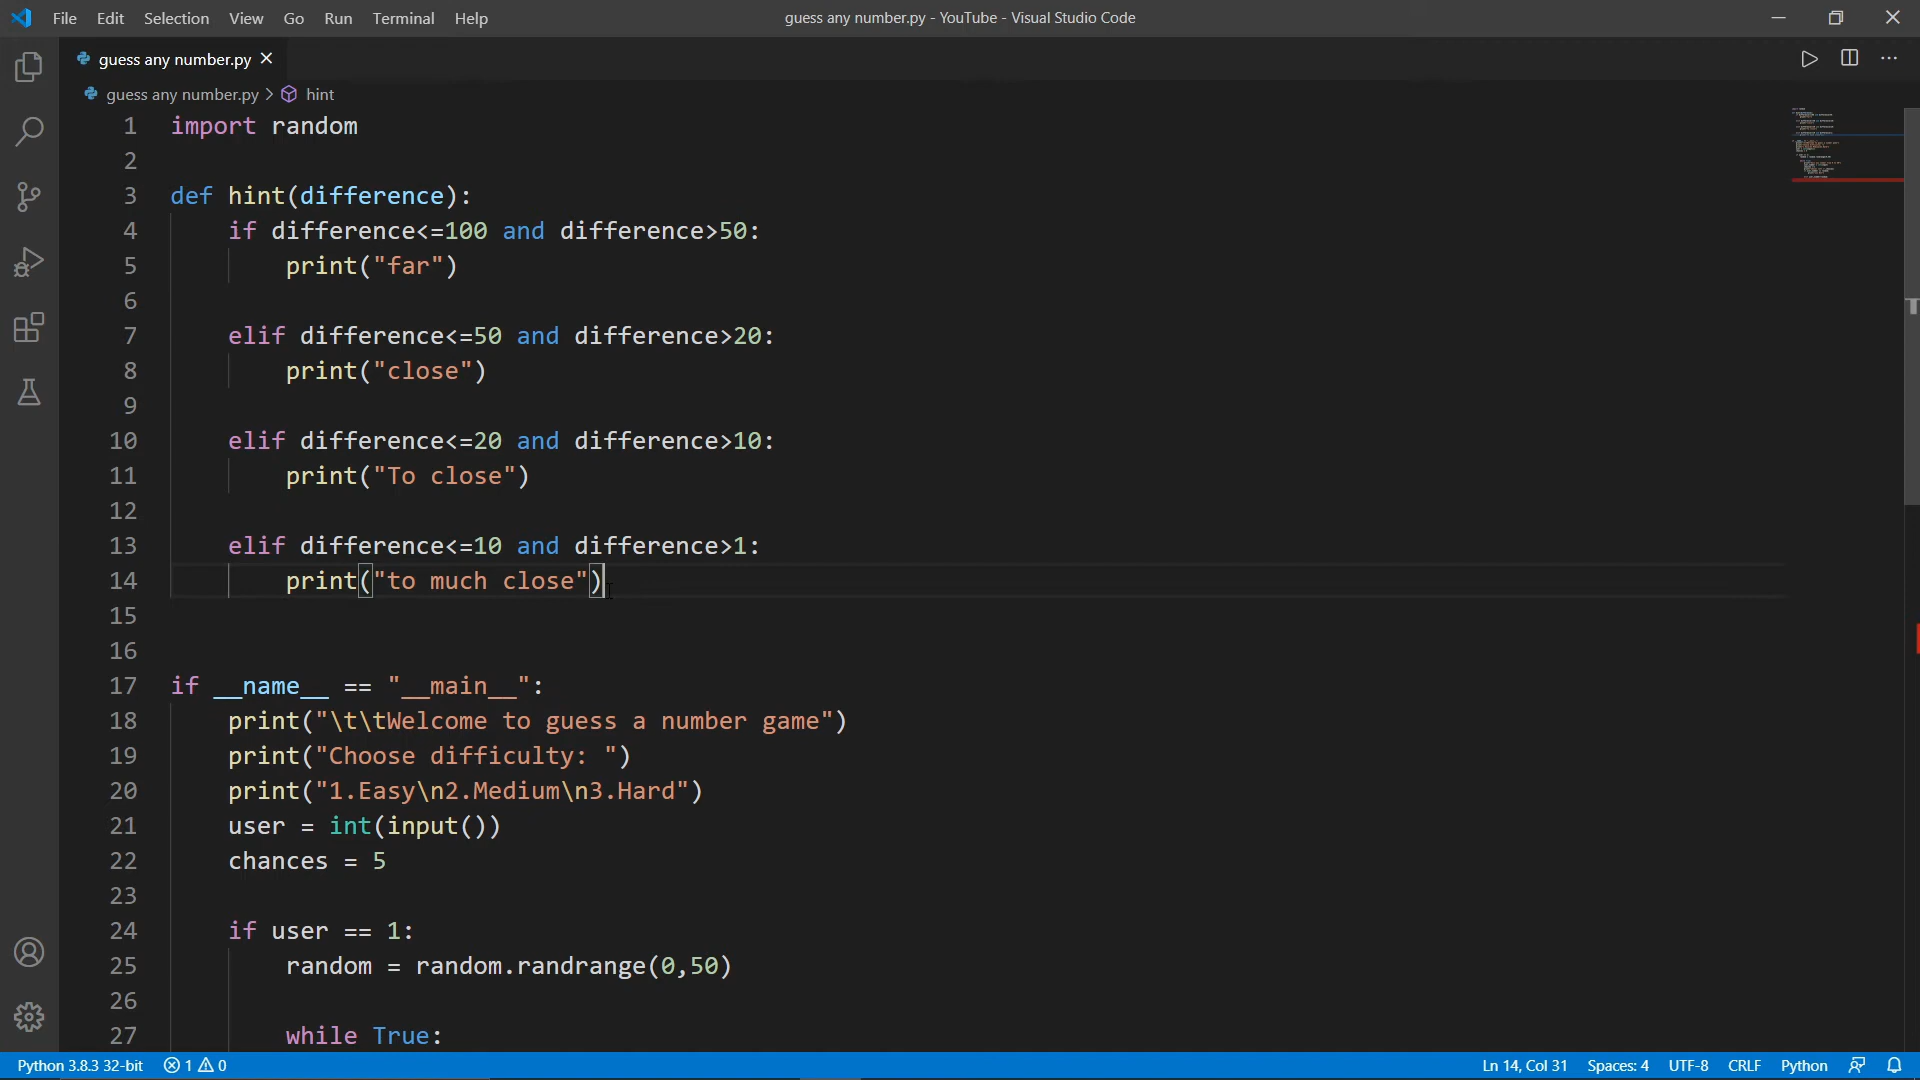 File Edit Selection View Go Run Terminal Help guess any number.py - YouTube - Visual Studio Code
guess any number.py
guess any number.py > hint
1 import random
2
3 def hint(difference):
4     if difference<=100 and difference>50:
5         print("far")
6
7     elif difference<=50 and difference>20:
8         print("close")
9
10     elif difference<=20 and difference>10:
11         print("To close")
12
13     elif difference<=10 and difference>1:
14         print("to much close")
15
16
17 if __name__ == "__main__":
18     print("\t\tWelcome to guess a number game")
19     print("Choose difficulty: ")
20     print("1.Easy\n2.Medium\n3.Hard")
21     user = int(input())
22     chances = 5
23
24     if user == 1:
25         random = random.randrange(0,50)
26
27         while True:
Python 3.8.3 32-bit 1 0 Ln 14, Col 31 Spaces: 4 UTF-8 CRLF Python